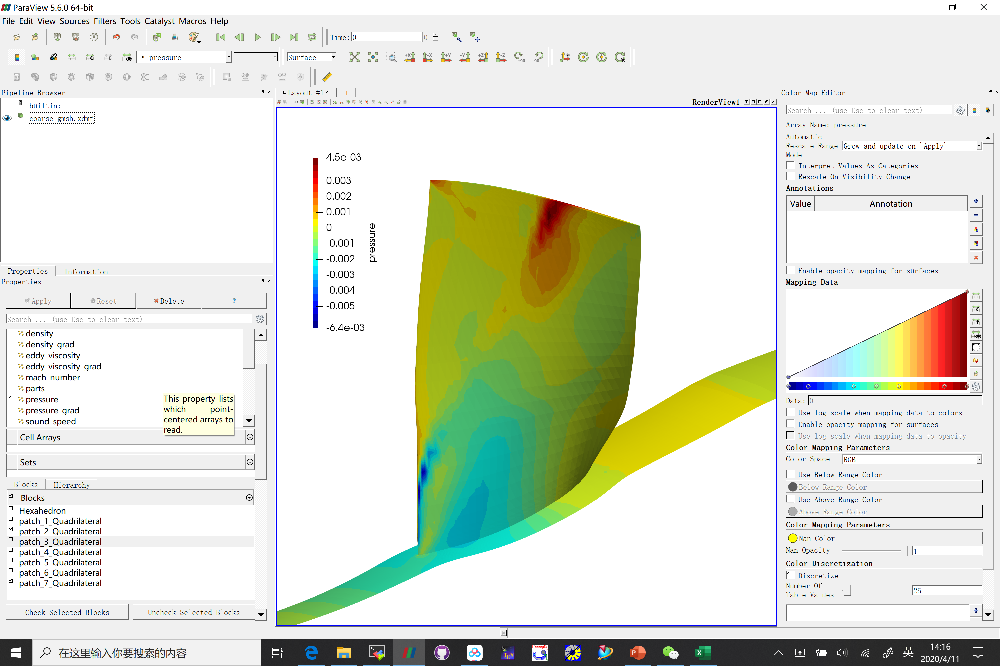 ParaView 5.6.0 64-bit
File Edit View Sources Filters Tools Catalyst Macros Help
Time: 0 0
pressure Surface +X -X +Y -Y +Z -Z +90 -90
Pipeline Browser
builtin:
coarse-gmsh.xdmf
Properties Information
Properties
Apply Reset Delete ?
Search ... (use Esc to clear text)
density
density_grad
eddy_viscosity
eddy_viscosity_grad
mach_number
parts
pressure
pressure_grad
sound_speed
This property lists
which point-
centered arrays to
read.
Cell Arrays
Sets
Blocks Hierarchy
Blocks
Hexahedron
patch_1_Quadrilateral
patch_2_Quadrilateral
patch_3_Quadrilateral
patch_4_Quadrilateral
patch_5_Quadrilateral
patch_6_Quadrilateral
patch_7_Quadrilateral
Check Selected Blocks Uncheck Selected Blocks
Layout #1 +
3D
RenderView1
4.5e-03
0.003
0.002
0.001
0
-0.001
-0.002
-0.003
-0.004
-0.005
-6.4e-03
pressure
Color Map Editor
Search ... (use Esc to clear text)
Array Name: pressure
Automatic
Rescale Range Grow and update on 'Apply'
Mode
Interpret Values As Categories
Rescale On Visibility Change
Annotations
Value Annotation
Enable opacity mapping for surfaces
Mapping Data
Data: 0
Use log scale when mapping data to colors
Enable opacity mapping for surfaces
Use log scale when mapping data to opacity
Color Mapping Parameters
Color Space RGB
Use Below Range Color
Below Range Color
Use Above Range Color
Above Range Color
Color Mapping Parameters
Nan Color
Nan Opacity 1
Color Discretization
Discretize
Number Of
Table Values 25
在这里输入你要搜索的内容
TEX
Concepts
英
14:16
2020/4/11